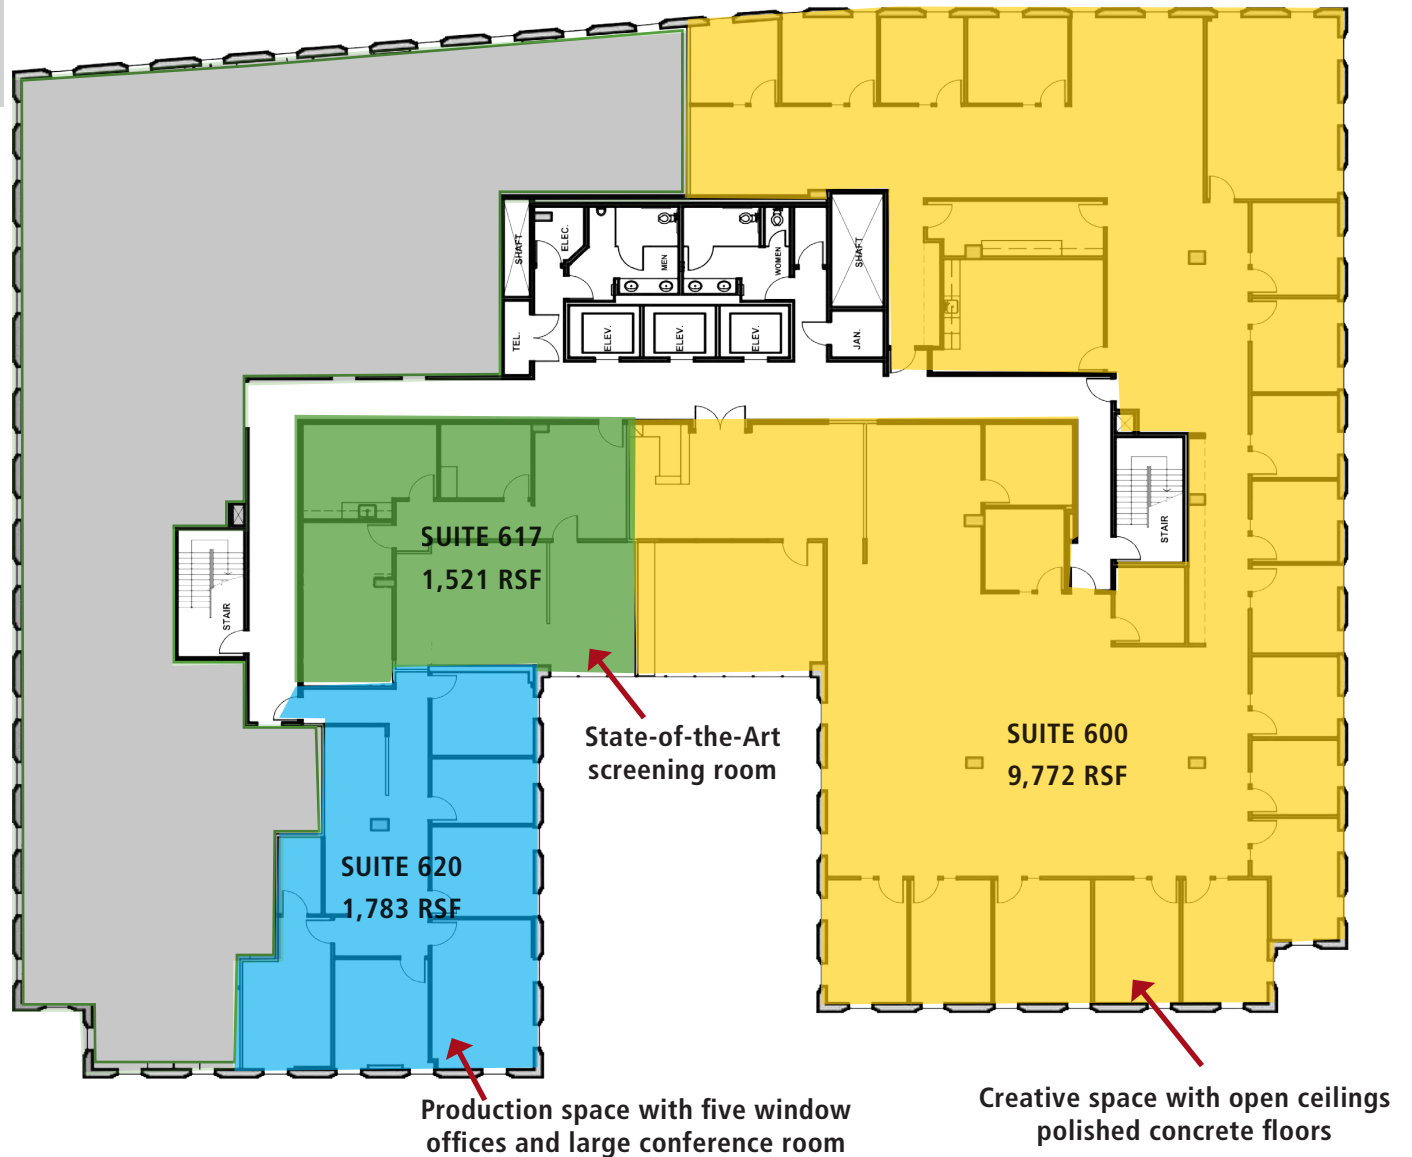 SHAFT
ELEC.
MEN
WOMEN
SHAFT
TEL.
ELEV.
ELEV.
ELEV.
JAN.
STAIR
STAIR
SUITE 617
1,521 RSF
State-of-the-Art
screening room
SUITE 600
9,772 RSF
SUITE 620
1,783 RSF
Production space with five window
offices and large conference room
Creative space with open ceilings
polished concrete floors